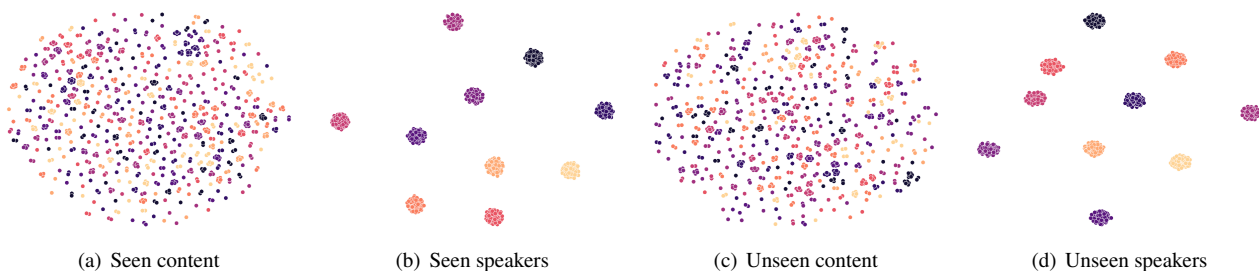 (a) Seen content
(b) Seen speakers
(c) Unseen content
(d) Unseen speakers